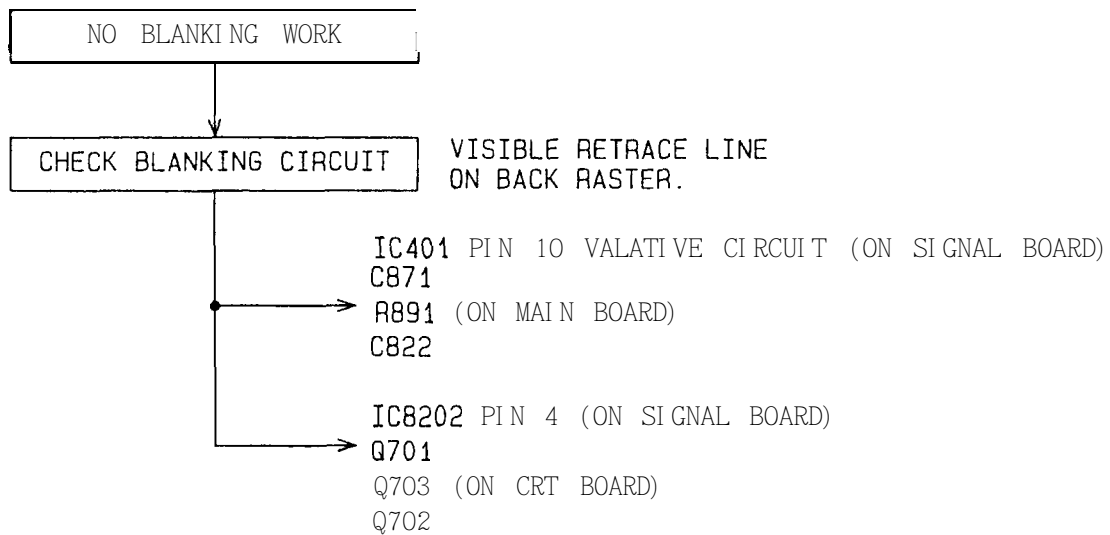 NO BLANKING WORK
CHECK BLANKING CIRCUIT
VISIBLE RETRACE LINE
ON BACK RASTER.
IC401 PIN 10 VALATIVE CIRCUIT (ON SIGNAL BOARD)
C871
R891 (ON MAIN BOARD)
C822
IC8202 PIN 4 (ON SIGNAL BOARD)
Q701
Q703 (ON CRT BOARD)
Q702